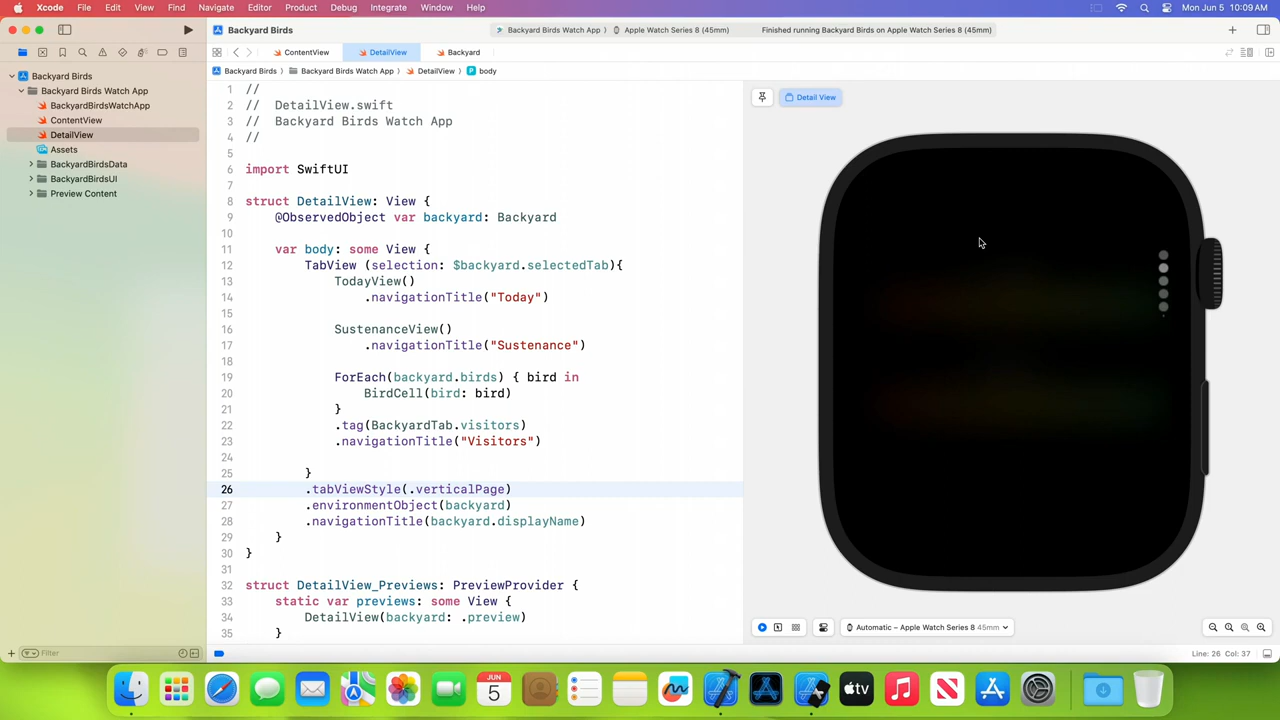 Xcode File Edit View Find Navigate Editor Product Debug Integrate Window Help Mon Jun 5 10:09 AM
Backyard Birds
Backyard Birds Watch App 〉 Apple Watch Series 8 (45mm)
Finished running Backyard Birds on Apple Watch Series 8 (45mm)
ContentView
DetailView
Backyard
Backyard Birds 〉 Backyard Birds Watch App 〉 DetailView 〉 P body
Backyard Birds
Backyard Birds Watch App
BackyardBirdsWatchApp
ContentView
DetailView
Assets
BackyardBirdsData
BackyardBirdsUI
Preview Content
Filter
1 //
2 // DetailView.swift
3 // Backyard Birds Watch App
4 //
5
6 import SwiftUI
7
8 struct DetailView: View {
9 @ObservedObject var backyard: Backyard
10
11 var body: some View {
12 TabView (selection: $backyard.selectedTab){
13 TodayView()
14 .navigationTitle("Today")
15
16 SustenanceView()
17 .navigationTitle("Sustenance")
18
19 ForEach(backyard.birds) { bird in
20 BirdCell(bird: bird)
21 }
22 .tag(BackyardTab.visitors)
23 .navigationTitle("Visitors")
24
25 }
26 .tabViewStyle(.verticalPage)
27 .environmentObject(backyard)
28 .navigationTitle(backyard.displayName)
29 }
30 }
31
32 struct DetailView_Previews: PreviewProvider {
33 static var previews: some View {
34 DetailView(backyard: .preview)
35 }
Detail View
Automatic – Apple Watch Series 8 45mm
Line: 26 Col: 37
JUN
5
tv